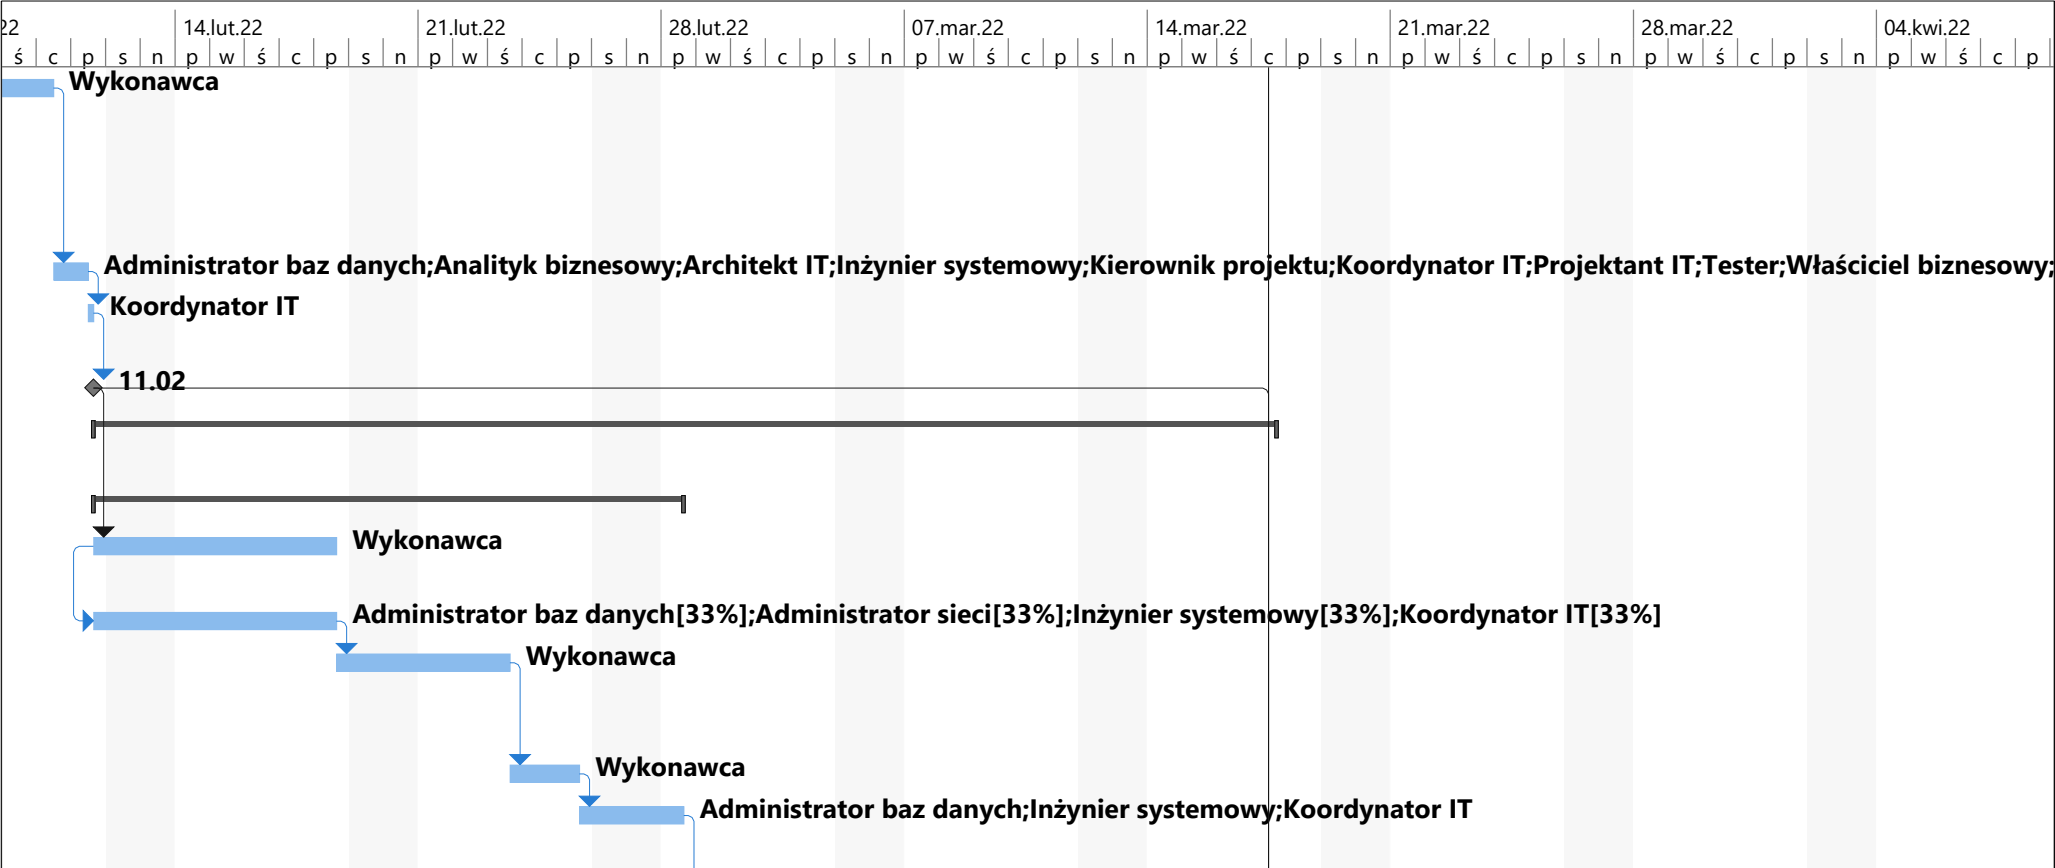 22 14.lut.22 21.lut.22 28.lut.22 07.mar.22 14.mar.22 21.mar.22 28.mar.22 04.kwi.22
ś c p s n p w ś c p s n p w ś c p s n p w ś c p s n p w ś c p s n p w ś c p s n p w ś c p s n p w ś c p s n p w ś c p
Wykonawca
Administrator baz danych;Analityk biznesowy;Architekt IT;Inżynier systemowy;Kierownik projektu;Koordynator IT;Projektant IT;Tester;Właściciel biznesowy;
Koordynator IT
11.02
Wykonawca
Administrator baz danych[33%];Administrator sieci[33%];Inżynier systemowy[33%];Koordynator IT[33%]
Wykonawca
Wykonawca
Administrator baz danych;Inżynier systemowy;Koordynator IT